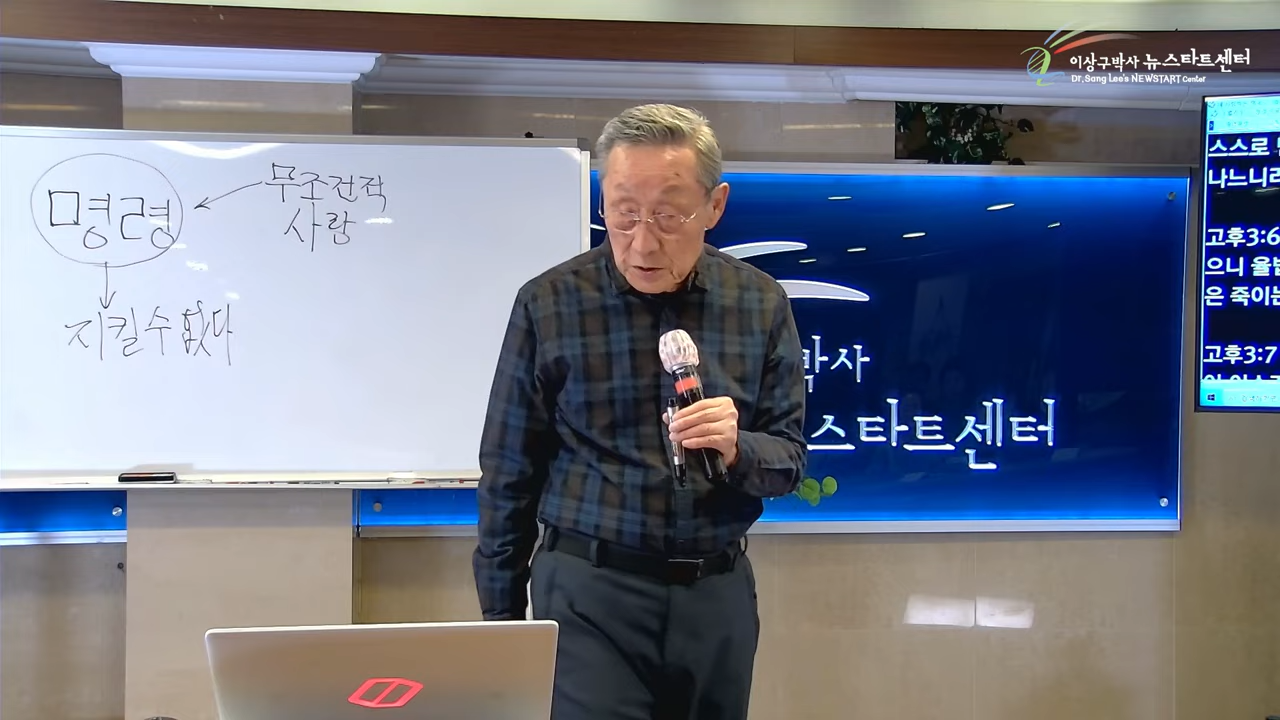 이상구박사 뉴스타트센터
Dr. Sang Lee's NEWSTART Center
무조건적
사람
명령
지킬수 없다
박사
스타트센터
스스로
나느니라
고후3:6
으니 율법
은 죽이는
고후3:7